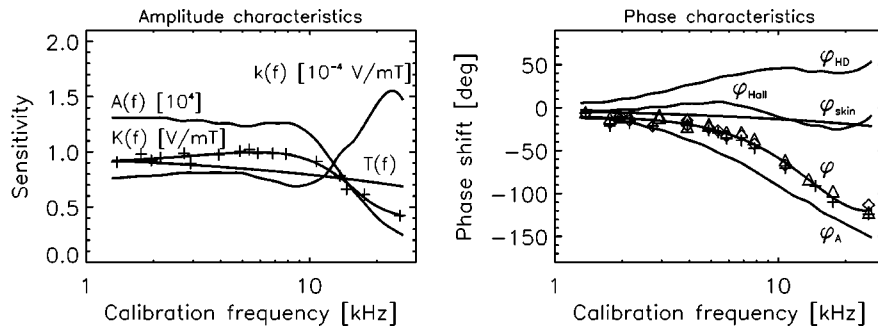 Amplitude characteristics
2.0
1.5
1.0
0.5
0.0
Sensitivity
k(f) [10⁻⁴ V/mT]
A(f) [10⁴]
K(f) [V/mT]
T(f)
1
10
Calibration frequency [kHz]
Phase characteristics
50
0
−50
−100
−150
Phase shift [deg]
φHD
φHall
φskin
φ
φA
1
10
Calibration frequency [kHz]